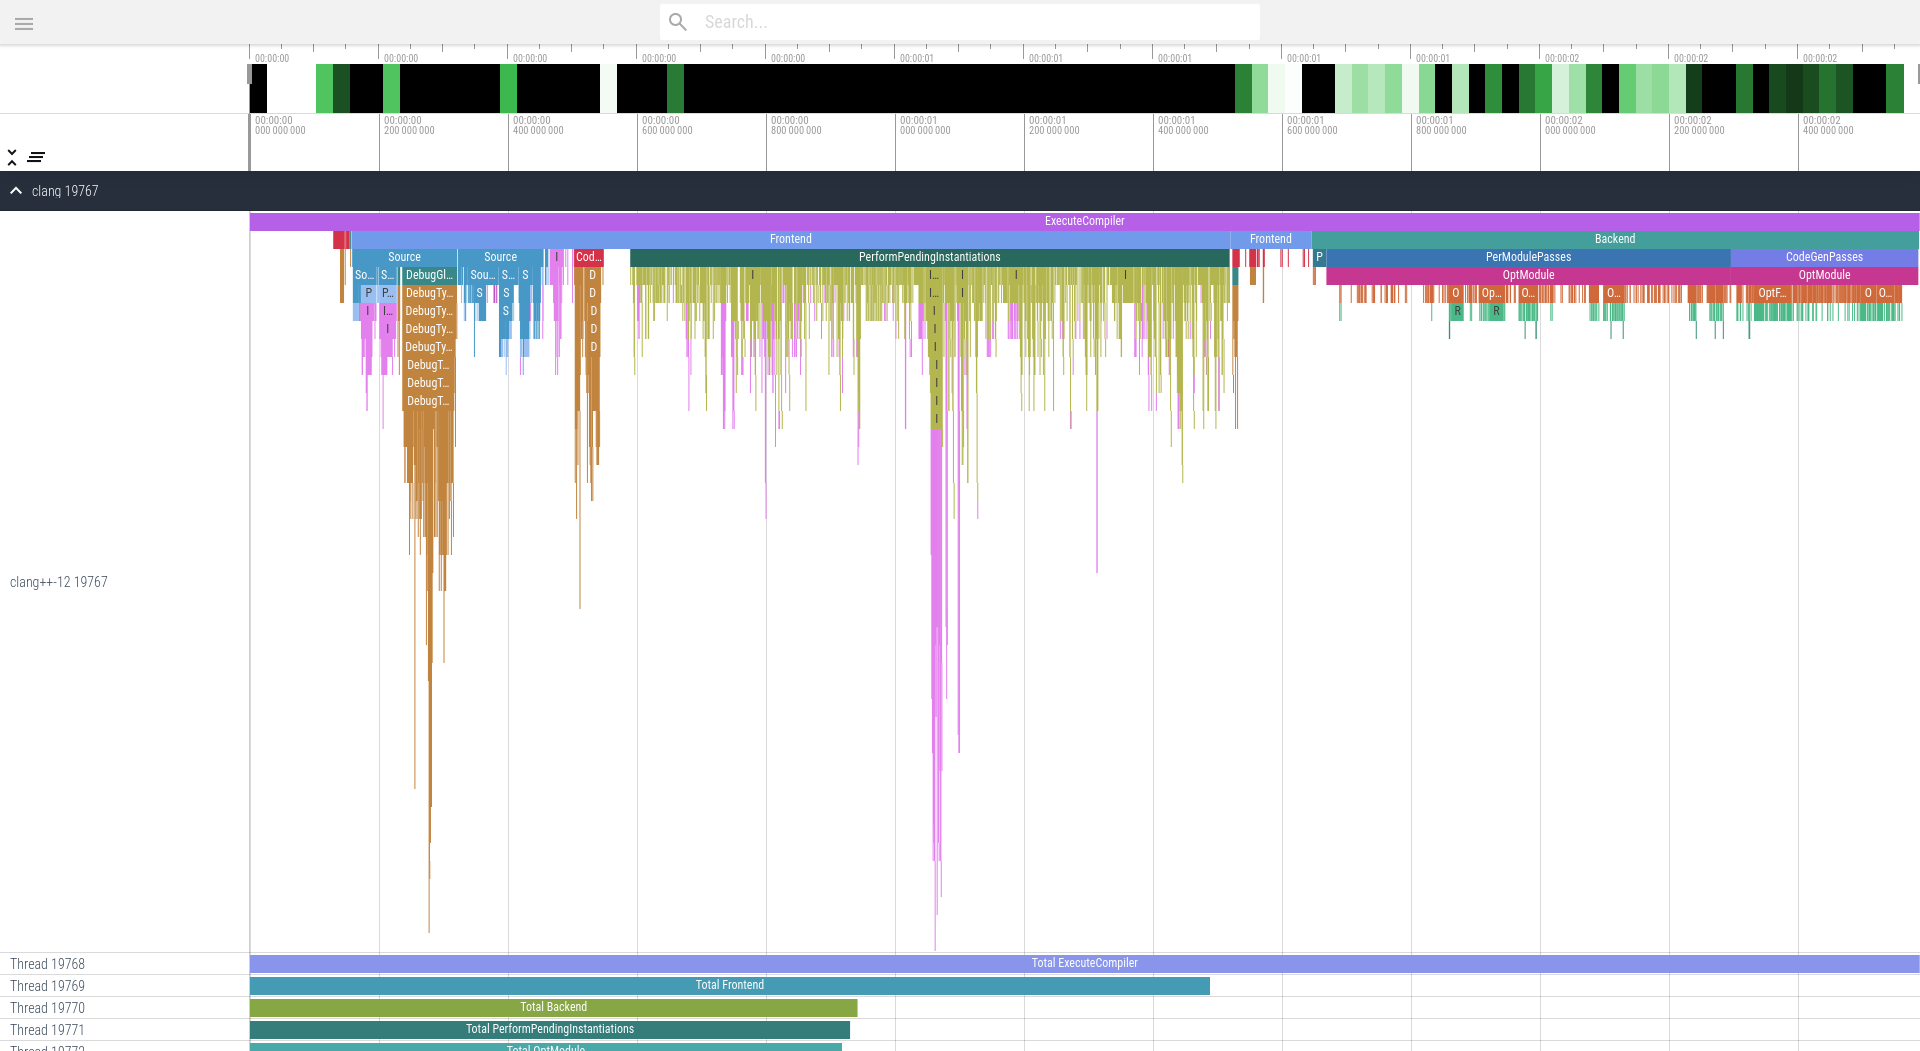 Search...
00:00:00 00:00:00 00:00:00 00:00:00 00:00:00 00:00:01 00:00:01 00:00:01 00:00:01 00:00:01 00:00:02 00:00:02 00:00:02
00:00:00 00:00:00 00:00:00 00:00:00 00:00:00 00:00:01 00:00:01 00:00:01 00:00:01 00:00:01 00:00:02 00:00:02 00:00:02
000 000 000 200 000 000 400 000 000 600 000 000 800 000 000 000 000 000 200 000 000 400 000 000 600 000 000 800 000 000 000 000 000 200 000 000 400 000 000
clang 19767
ExecuteCompiler
Frontend Frontend Backend
Source Source I Cod... PerformPendingInstantiations P PerModulePasses CodeGenPasses
So... S... DebugGl... Sou... S... S D I I... I I I OptModule OptModule
P P... DebugTy... S S D I... I O Op... O... O... OptF... O O...
I I... DebugTy... S D I R R
I DebugTy... D I
DebugTy... D I
DebugT... I
DebugT... I
DebugT... I
I
clang++-12 19767
Thread 19768 Total ExecuteCompiler
Thread 19769 Total Frontend
Thread 19770 Total Backend
Thread 19771 Total PerformPendingInstantiations
Thread 19772 Total OptModule